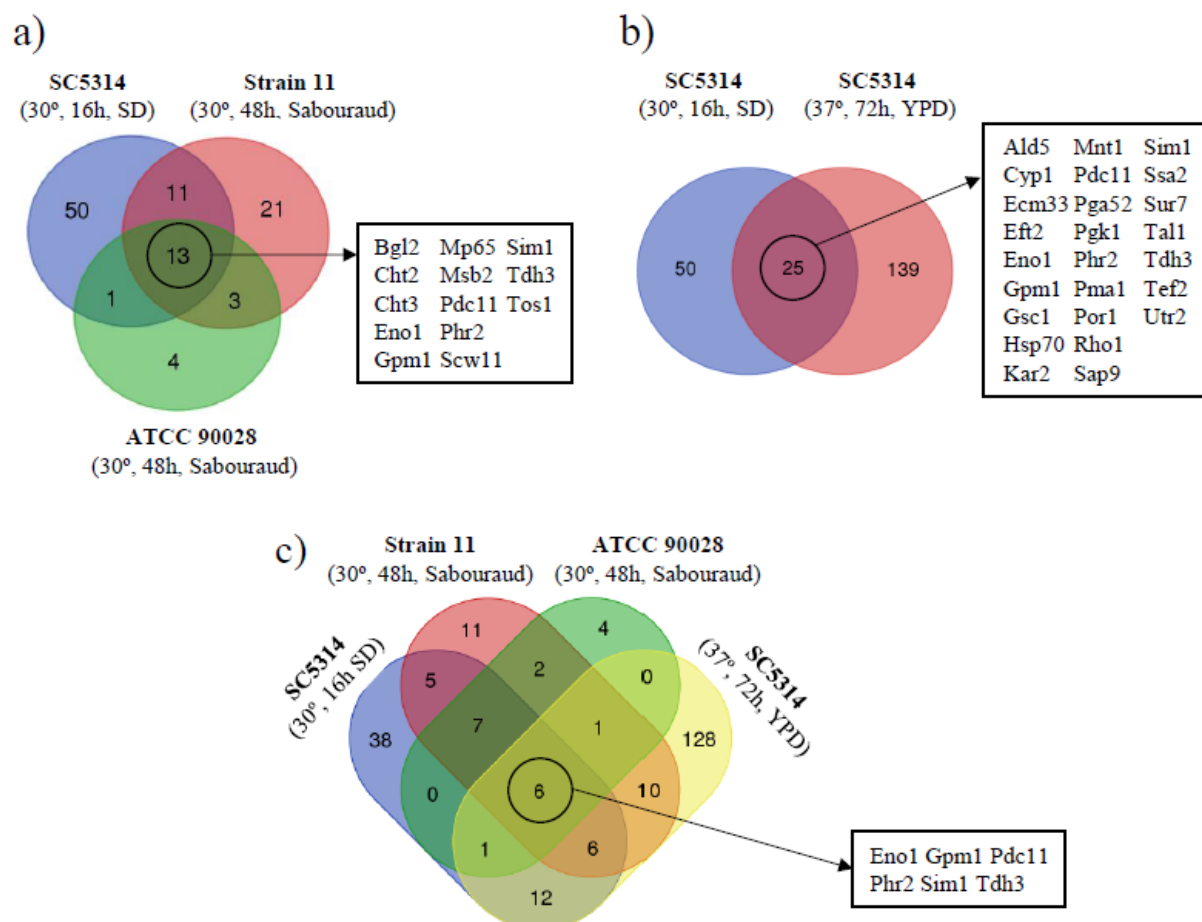 a)
SC5314
(30º, 16h, SD)
Strain 11
(30º, 48h, Sabouraud)
50
11
21
13
1
3
4
ATCC 90028
(30º, 48h, Sabouraud)
Bgl2 Mp65 Sim1
Cht2 Msb2 Tdh3
Cht3 Pdc11 Tos1
Eno1 Phr2
Gpm1 Scw11
b)
SC5314
(30º, 16h, SD)
SC5314
(37º, 72h, YPD)
50
25
139
Ald5 Mnt1 Sim1
Cyp1 Pdc11 Ssa2
Ecm33 Pga52 Sur7
Eft2 Pgk1 Tal1
Eno1 Phr2 Tdh3
Gpm1 Pma1 Tef2
Gsc1 Por1 Utr2
Hsp70 Rho1
Kar2 Sap9
c)
Strain 11
(30º, 48h, Sabouraud)
ATCC 90028
(30º, 48h, Sabouraud)
SC5314
(30º, 16h SD)
SC5314
(37º, 72h, YPD)
11
4
5
2
0
38
7
1
128
0
6
10
1
6
12
Eno1 Gpm1 Pdc11
Phr2 Sim1 Tdh3